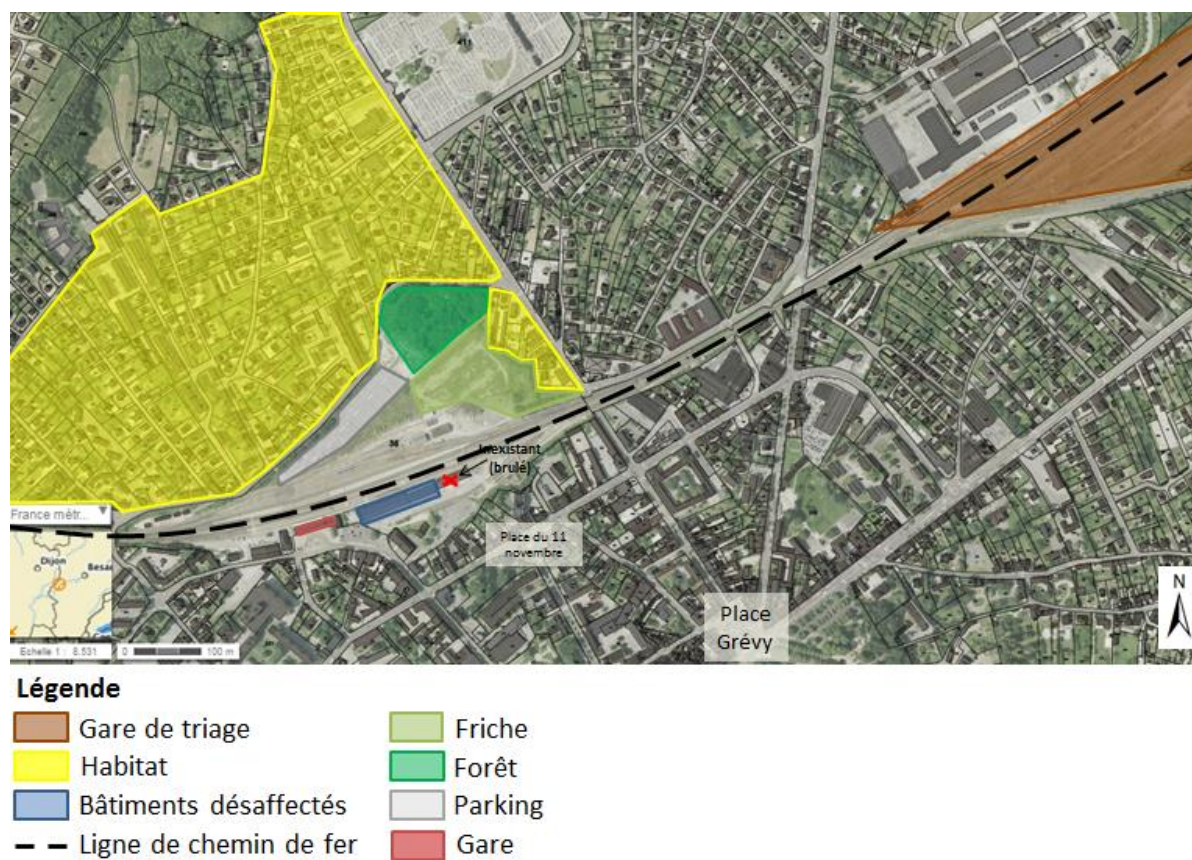 Inexistant
(brulé)
France métr...
Place du 11
novembre
Dijon
Besan
Place
Grévy
N
Echelle 1 : 8.531
0 100 m
Légende
Gare de triage
Habitat
Bâtiments désaffectés
Ligne de chemin de fer
Friche
Forêt
Parking
Gare